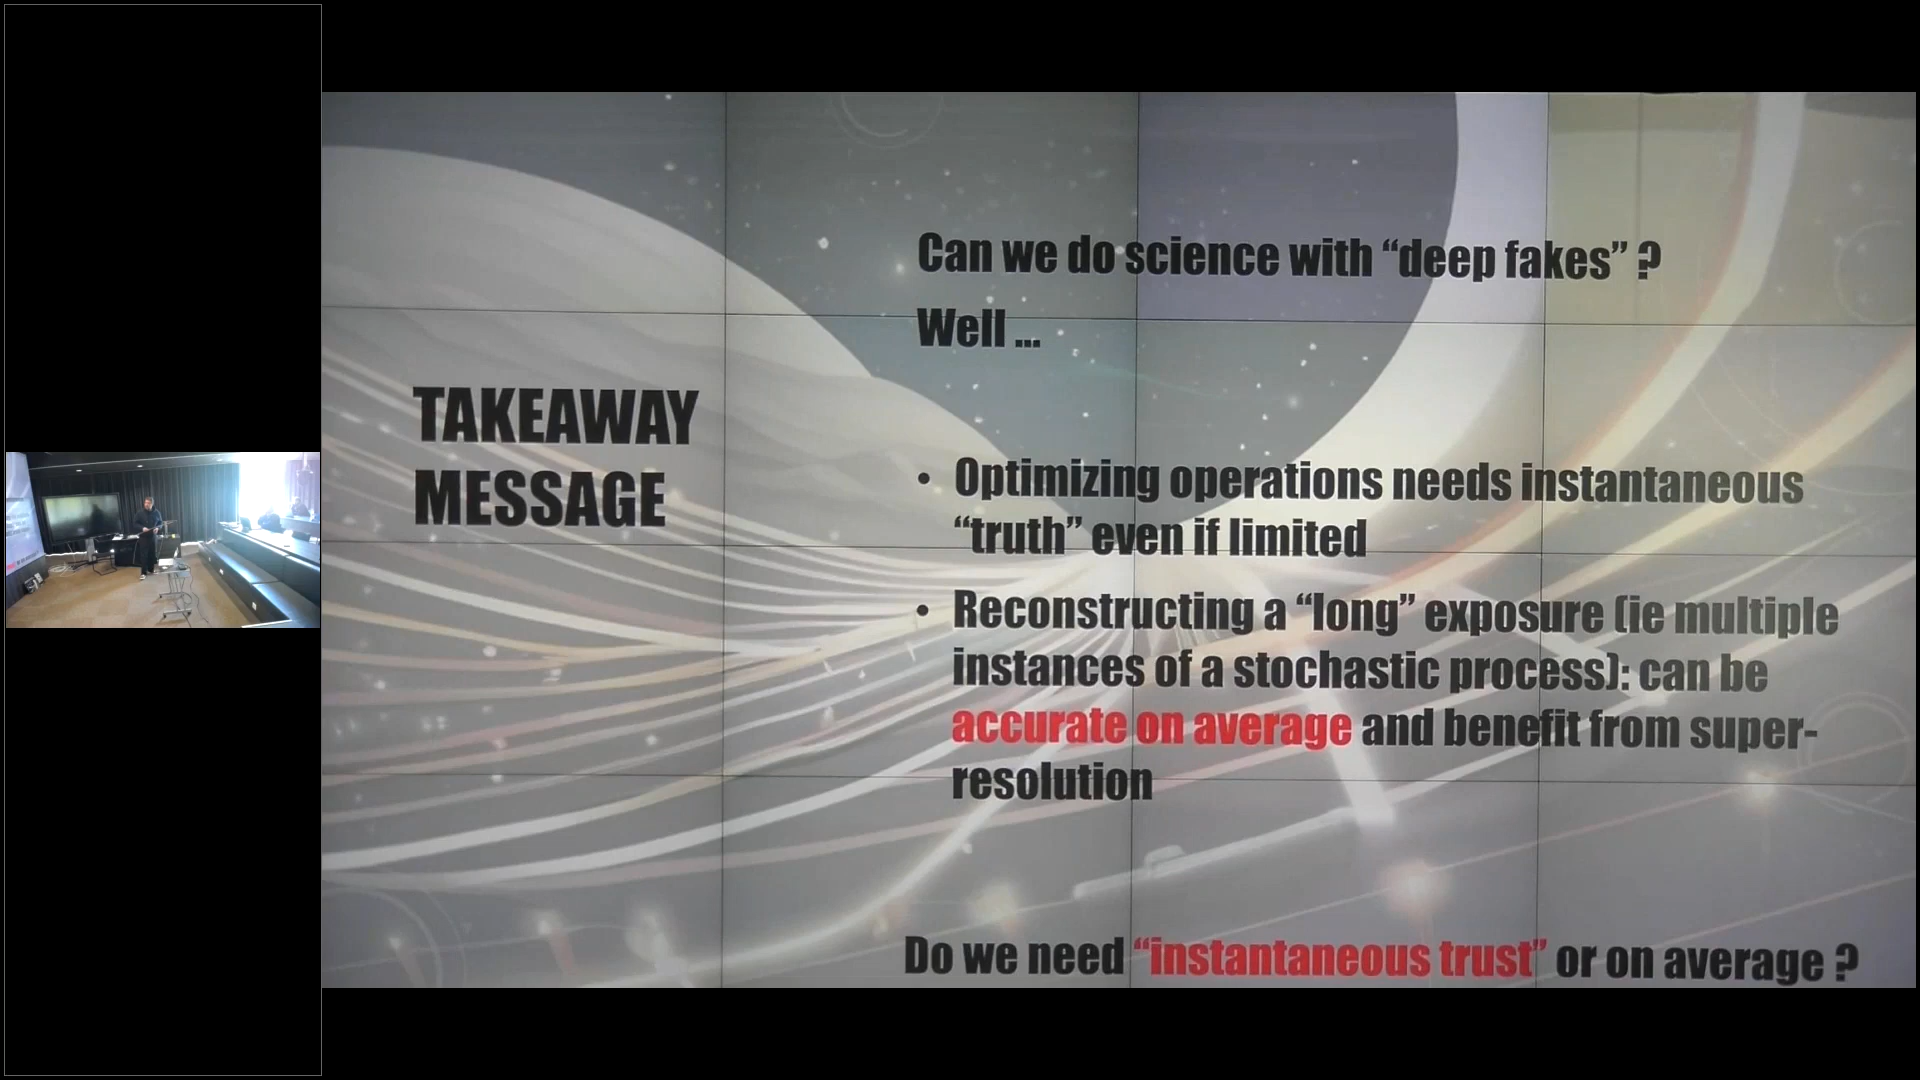 TAKEAWAY
MESSAGE
Can we do science with “deep fakes” ?
Well ...
• Optimizing operations needs instantaneous
“truth” even if limited
• Reconstructing a “long” exposure (ie multiple
instances of a stochastic process): can be
accurate on average and benefit from super-
resolution
Do we need “instantaneous trust” or on average ?